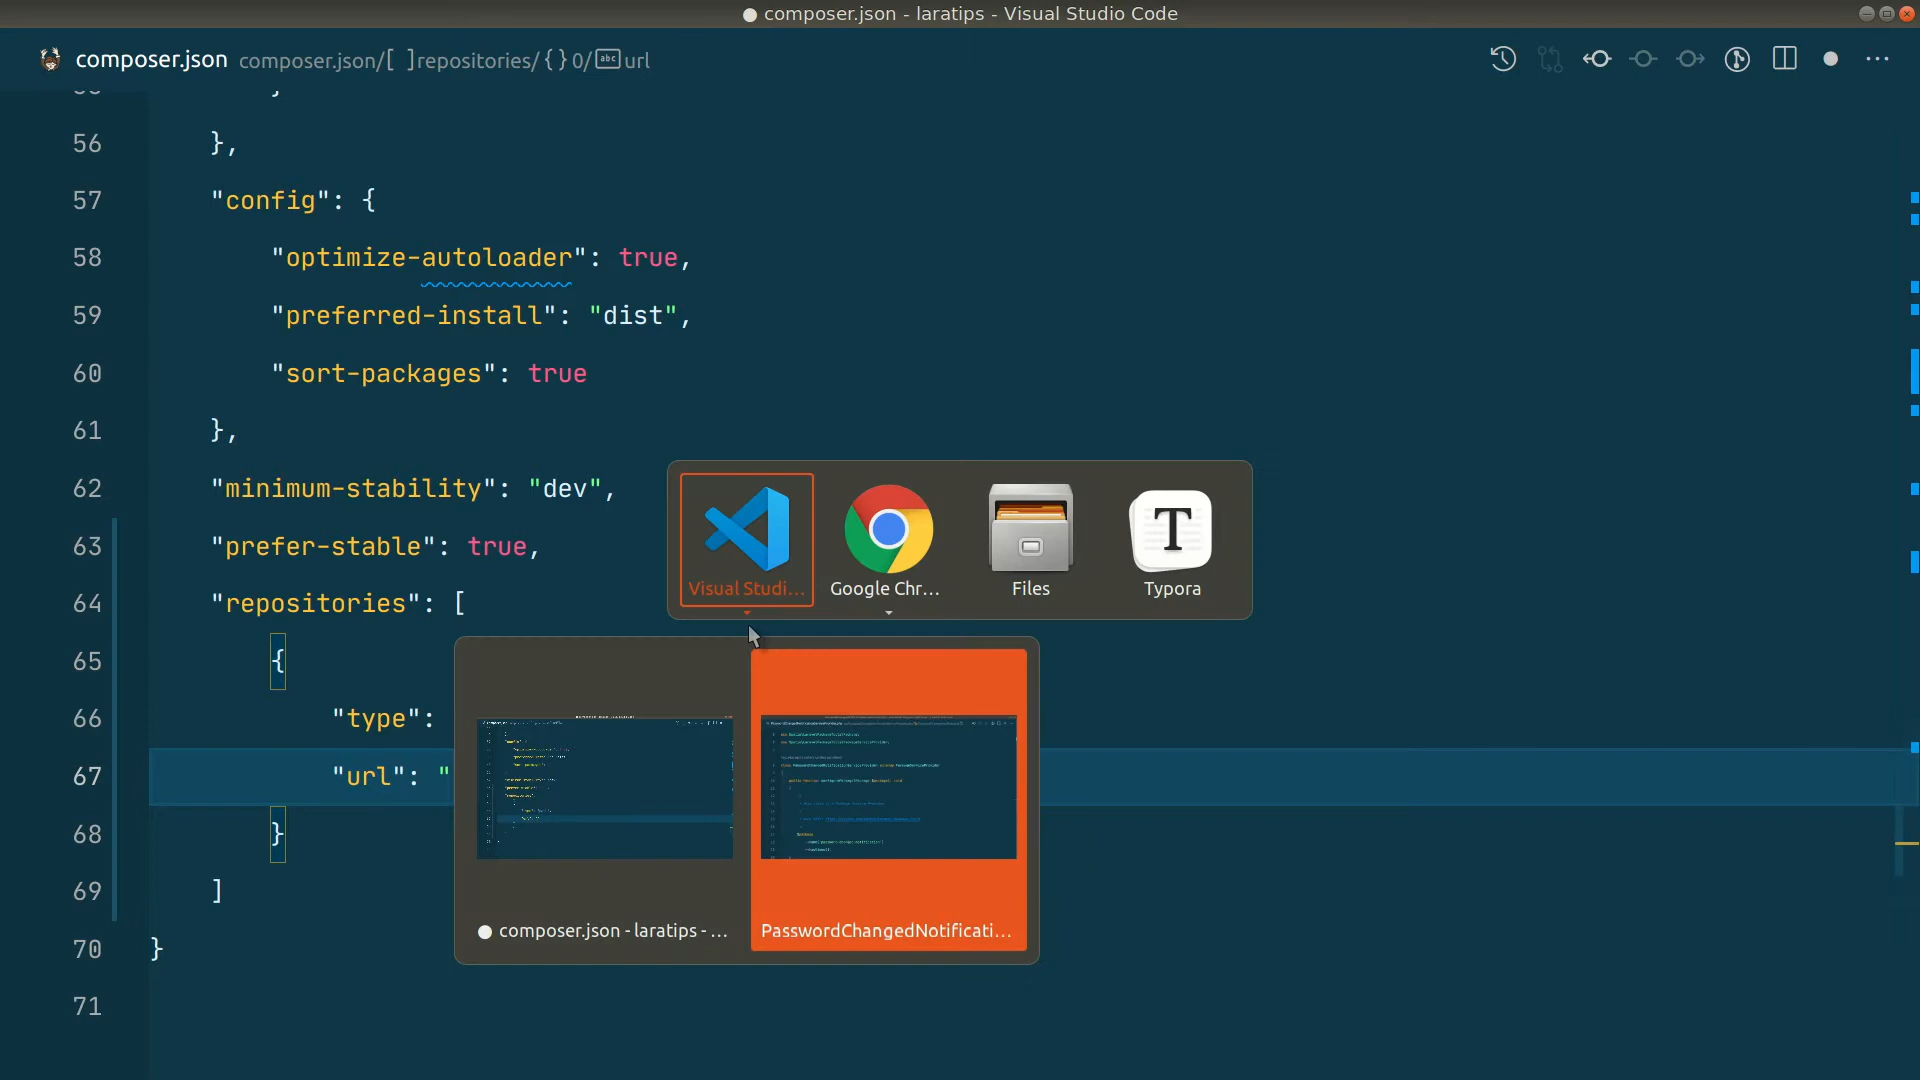 ● composer.json - laratips - Visual Studio Code
composer.json composer.json/[ ]repositories/{}0/abc url
56 },
57 "config": {
58 "optimize-autoloader": true,
59 "preferred-install": "dist",
60 "sort-packages": true
61 },
62 "minimum-stability": "dev",
63 "prefer-stable": true,
64 "repositories": [
65 {
66 "type":
67 "url": "
68 }
69 ]
70 }
71
Visual Studi...
Google Chr...
Files
T
Typora
● composer.json - laratips - ...
PasswordChangedNotificati...